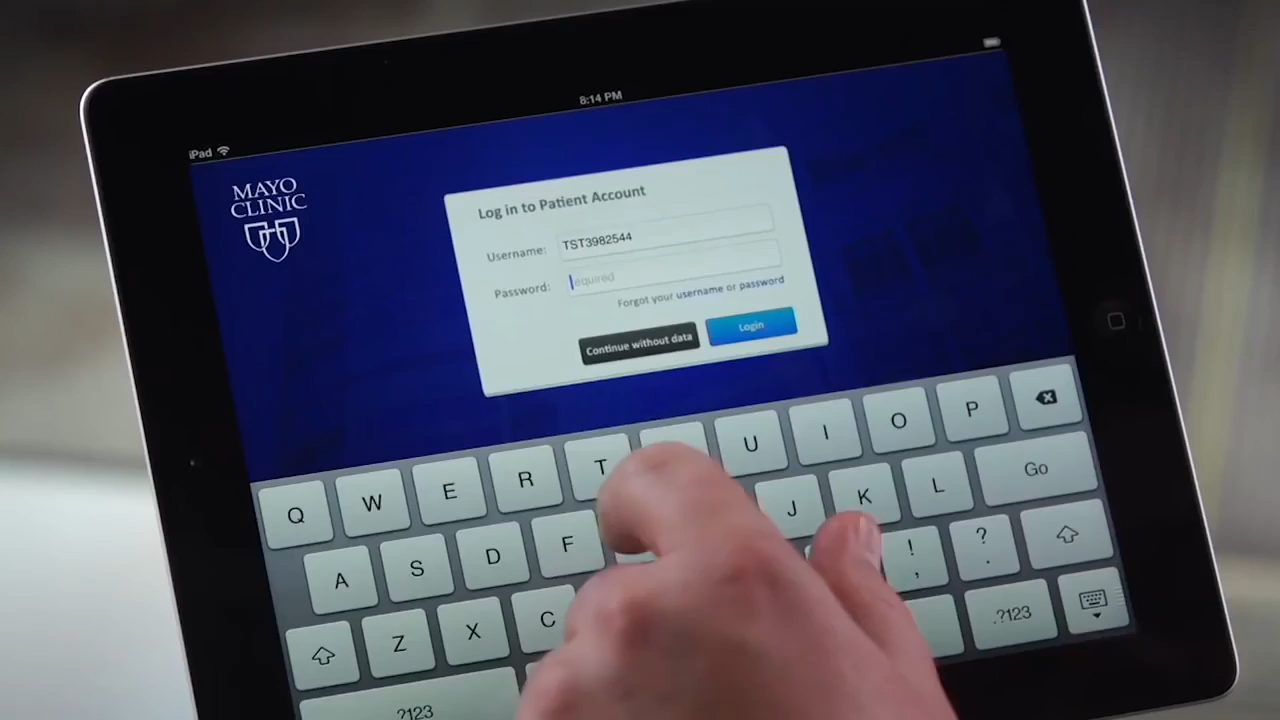 8:14 PM
iPad
MAYO
CLINIC
Log in to Patient Account
Username: TST3982544
Password: equired
Forgot your username or password
Continue without data Login
Q W E R T U I O P
A S D F J K L Go
Z X C ! , ? .
.?123 .?123